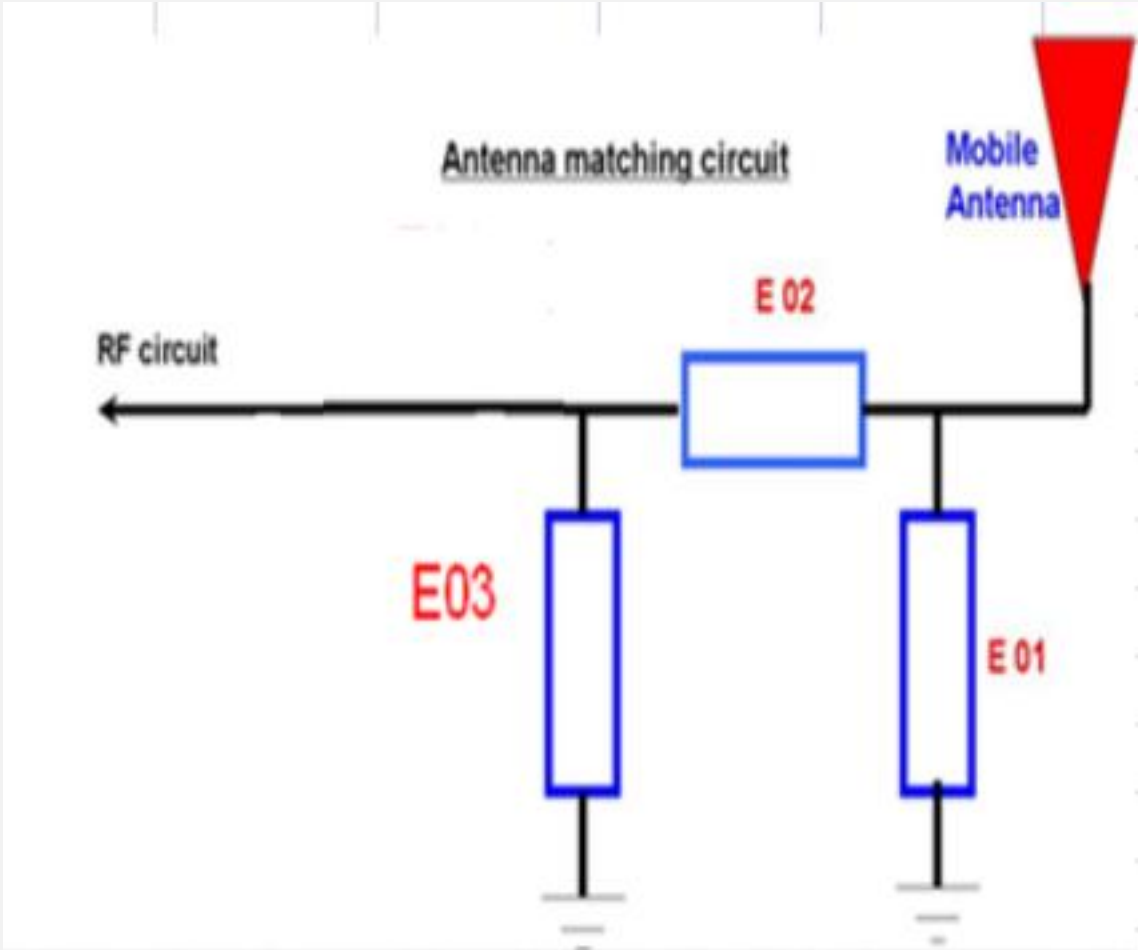 Antenna matching circuit
Mobile
Antenna
E 02
RF circuit
E03
E 01